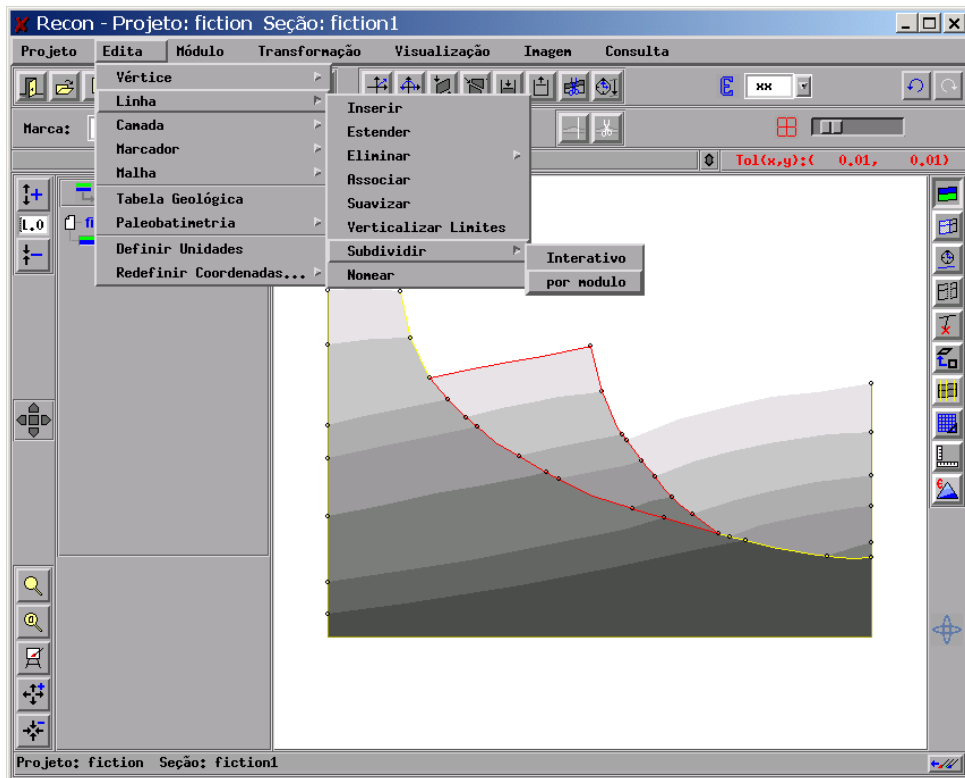 Recon - Projeto: fiction Seção: fiction1
Projeto Edita Módulo Transformação Visualização Imagem Consulta
xx
Marca:
Tol(x,y):( 0.01, 0.01)
Vértice
Linha
Camada
Marcador
Malha
Tabela Geológica
Paleobatimetria
Definir Unidades
Redefinir Coordenadas...
Inserir
Estender
Eliminar
Associar
Suavizar
Verticalizar Limites
Subdividir
Nomear
Interativo
por modulo
fi
Projeto: fiction Seção: fiction1